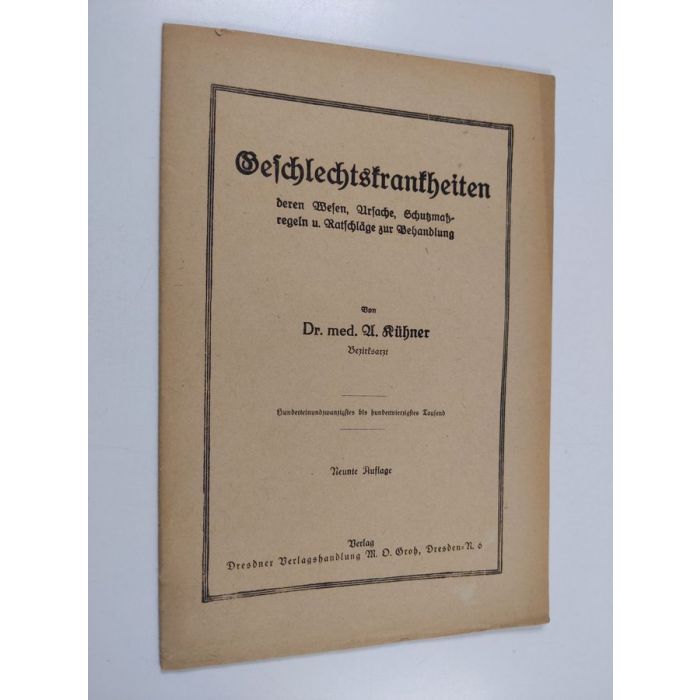 Geschlechtskrankheiten
deren Wesen, Ursache, Schutzmaß-
regeln u. Ratschläge zur Behandlung
Von
Dr. med. A. Kühner
Bezirksarzt
Hunderteinundzwanzigstes bis hundertvierzigstes Tausend
Neunte Auflage
Verlag
Dresdner Verlagshandlung M. O. Groh, Dresden-N. 6